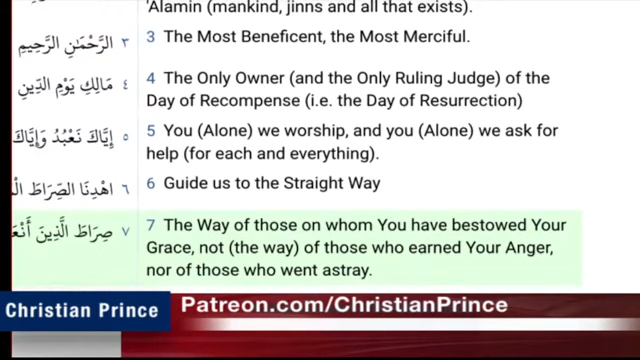 'Alamin (mankind, jinns and all that exists).
الرَّحْمَٰنِ الرَّحِيمِ ٣ 3 The Most Beneficent, the Most Merciful.
مَالِكِ يَوْمِ الدِّينِ ٤ 4 The Only Owner (and the Only Ruling Judge) of the
Day of Recompense (i.e. the Day of Resurrection)
إِيَّاكَ نَعْبُدُ وَإِيَّاكَ ٥ 5 You (Alone) we worship, and you (Alone) we ask for
help (for each and everything).
اهْدِنَا الصِّرَاطَ ٦ 6 Guide us to the Straight Way
صِرَاطَ الَّذِينَ ٧ 7 The Way of those on whom You have bestowed Your
Grace, not (the way) of those who earned Your Anger,
nor of those who went astray.
Christian Prince
Patreon.com/ChristianPrince